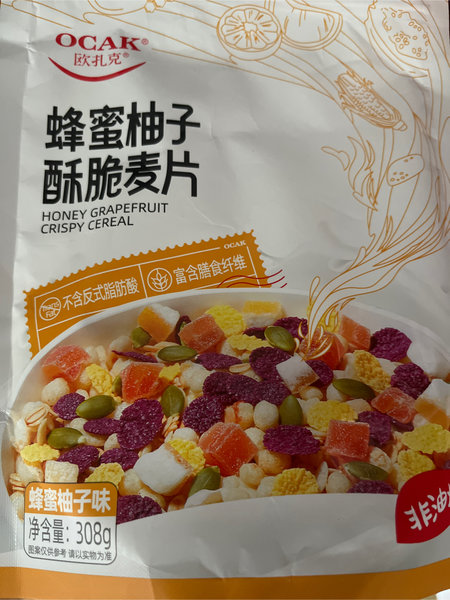 OCAK®
欧扎克®
蜂蜜柚子
酥脆麦片
HONEY GRAPEFRUIT
CRISPY CEREAL
OCAK
不含反式脂肪酸
富含膳食纤维
蜂蜜柚子味
净含量：308g
图案仅供参考 请以实物为准
非油